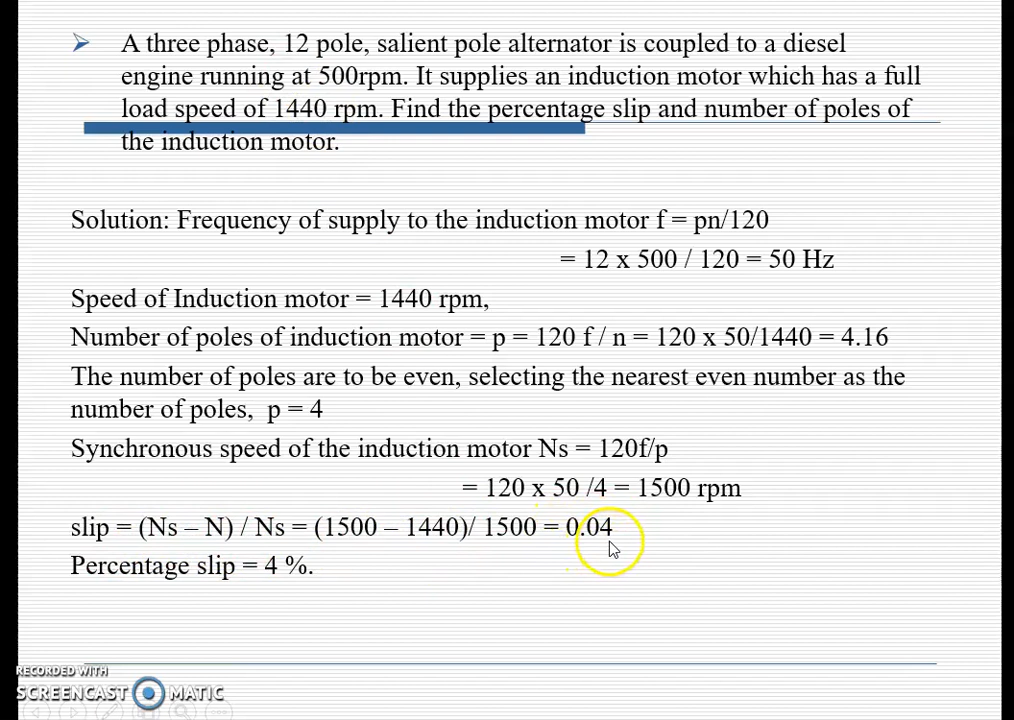 A three phase, 12 pole, salient pole alternator is coupled to a diesel
engine running at 500rpm. It supplies an induction motor which has a full
load speed of 1440 rpm. Find the percentage slip and number of poles of
the induction motor.
Solution: Frequency of supply to the induction motor f = pn/120
= 12 x 500 / 120 = 50 Hz
Speed of Induction motor = 1440 rpm,
Number of poles of induction motor = p = 120 f / n = 120 x 50/1440 = 4.16
The number of poles are to be even, selecting the nearest even number as the
number of poles, p = 4
Synchronous speed of the induction motor Ns = 120f/p
= 120 x 50 /4 = 1500 rpm
slip = (Ns – N) / Ns = (1500 – 1440)/ 1500 = 0.04
Percentage slip = 4 %.
RECORDED WITH
SCREENCAST MATIC